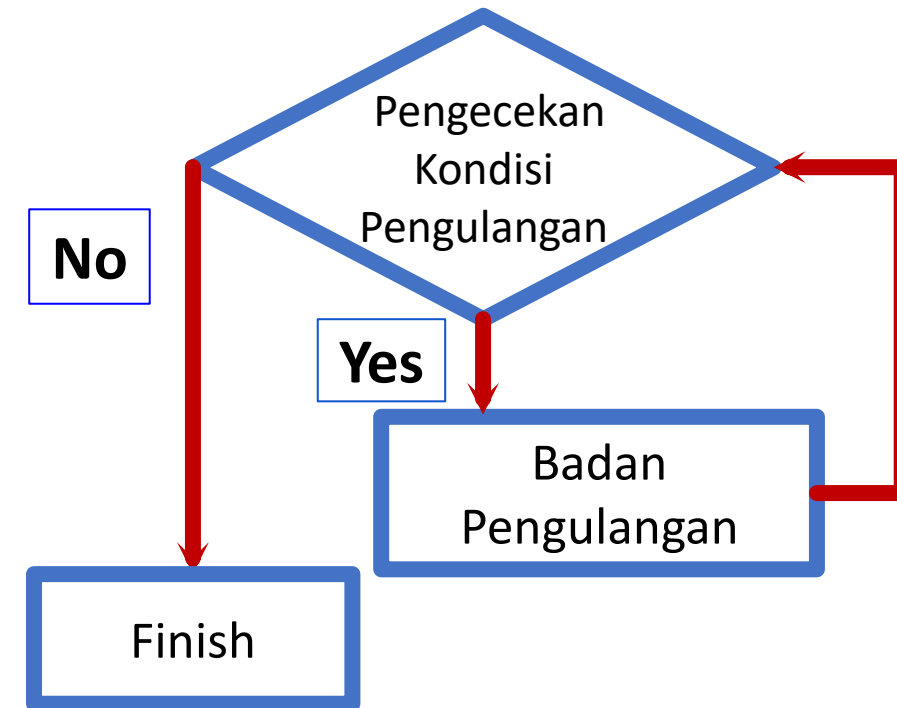 Pengecekan
Kondisi
Pengulangan
No
Yes
Badan
Pengulangan
Finish